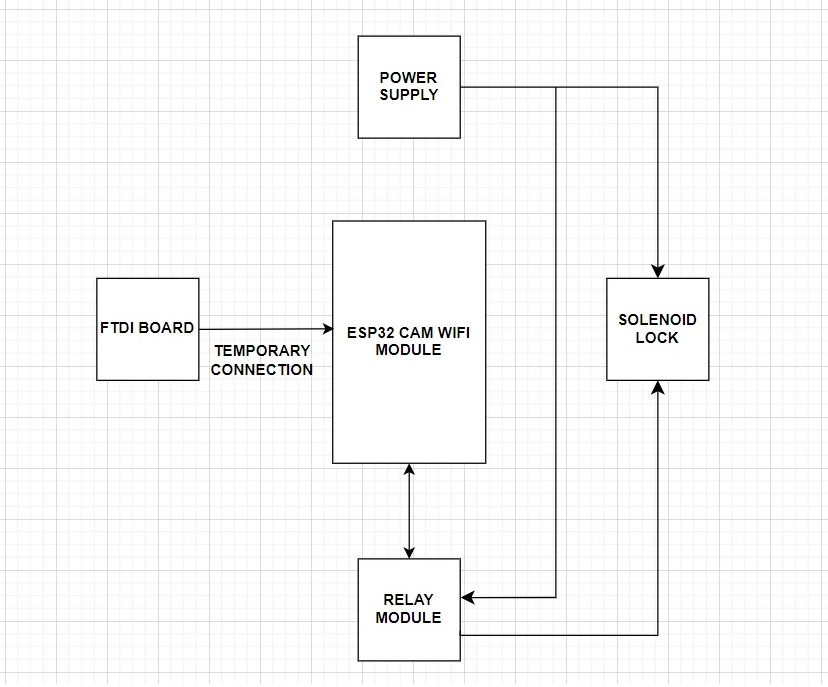 POWER
SUPPLY
FTDI BOARD
TEMPORARY
CONNECTION
ESP32 CAM WIFI
MODULE
SOLENOID
LOCK
RELAY
MODULE